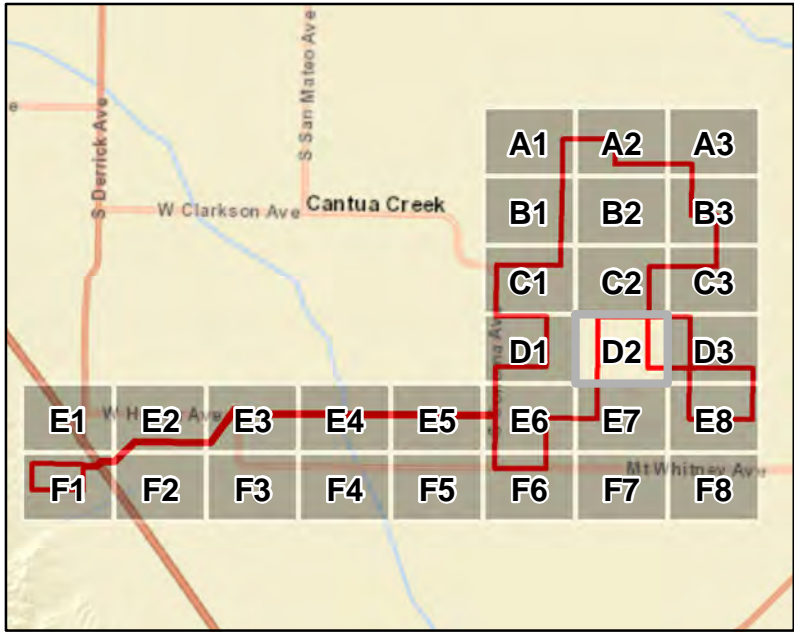 S San Mateo Ave
e
S Derrick Ave
A1 A2 A3
W Clarkson Ave Cantua Creek
B1 B2 B3
C1 C2 C3
D1 D2 D3
E1 E2 E3 E4 E5 E6 E7 E8
Mt Whitney Ave
F1 F2 F3 F4 F5 F6 F7 F8